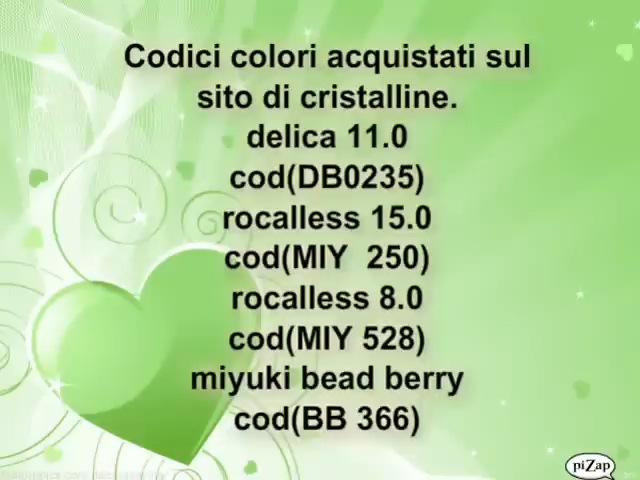 Codici colori acquistati sul
sito di cristalline.
delica 11.0
cod(DB0235)
rocalless 15.0
cod(MIY  250)
rocalless 8.0
cod(MIY 528)
miyuki bead berry
cod(BB 366)
piZap